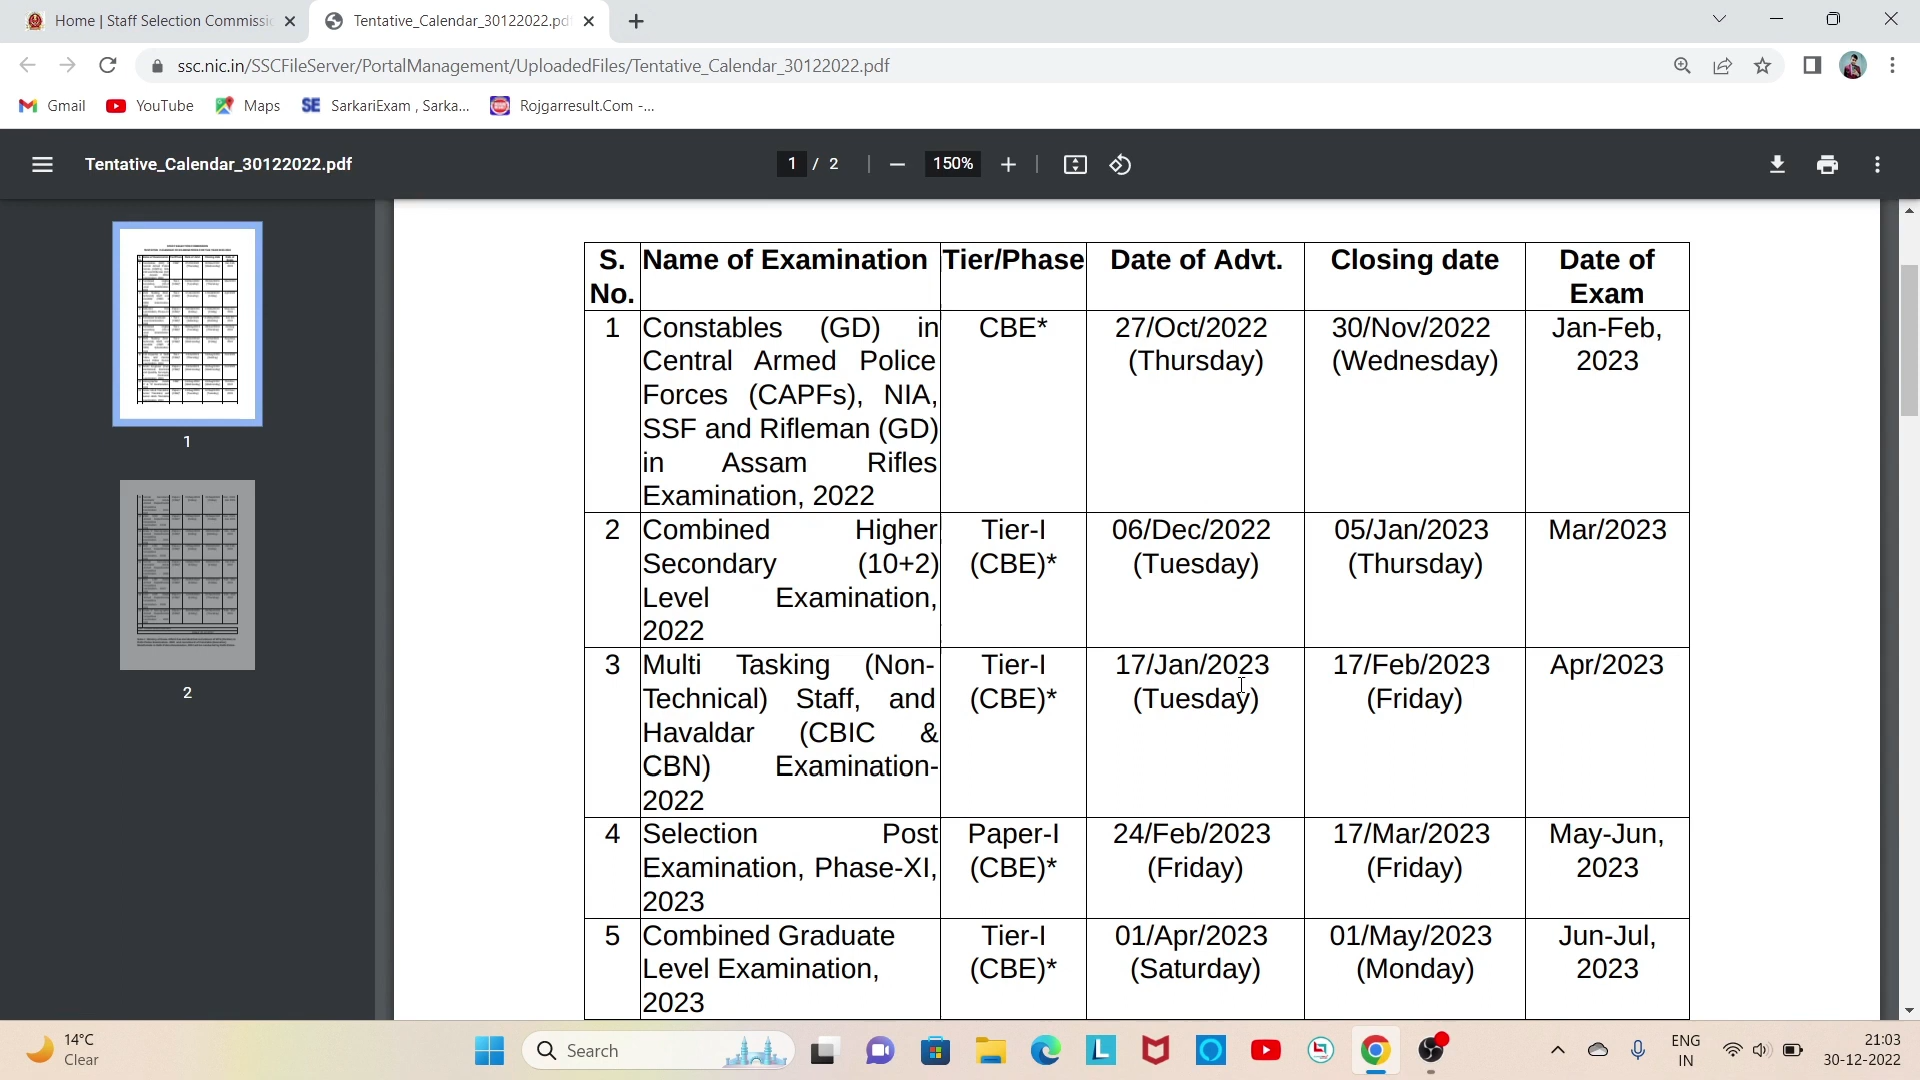 Home | Staff Selection Commissi
Tentative_Calendar_30122022.pd
ssc.nic.in/SSCFileServer/PortalManagement/UploadedFiles/Tentative_Calendar_30122022.pdf
Gmail
YouTube
Maps
SE
SarkariExam , Sarka...
Rojgarresult.Com -...
Tentative_Calendar_30122022.pdf
1 / 2
150%
1
2
S. No.
Name of Examination
Tier/Phase
Date of Advt.
Closing date
Date of Exam
1
Constables (GD) in
Central Armed Police
Forces (CAPFs), NIA,
SSF and Rifleman (GD)
in Assam Rifles
Examination, 2022
CBE*
27/Oct/2022
(Thursday)
30/Nov/2022
(Wednesday)
Jan-Feb,
2023
2
Combined Higher
Secondary (10+2)
Level Examination,
2022
Tier-I
(CBE)*
06/Dec/2022
(Tuesday)
05/Jan/2023
(Thursday)
Mar/2023
3
Multi Tasking (Non-
Technical) Staff, and
Havaldar (CBIC &
CBN) Examination-
2022
Tier-I
(CBE)*
17/Jan/2023
(Tuesday)
17/Feb/2023
(Friday)
Apr/2023
4
Selection Post
Examination, Phase-XI,
2023
Paper-I
(CBE)*
24/Feb/2023
(Friday)
17/Mar/2023
(Friday)
May-Jun,
2023
5
Combined Graduate
Level Examination,
2023
Tier-I
(CBE)*
01/Apr/2023
(Saturday)
01/May/2023
(Monday)
Jun-Jul,
2023
14°C
Clear
Search
L
ENG
IN
21:03
30-12-2022